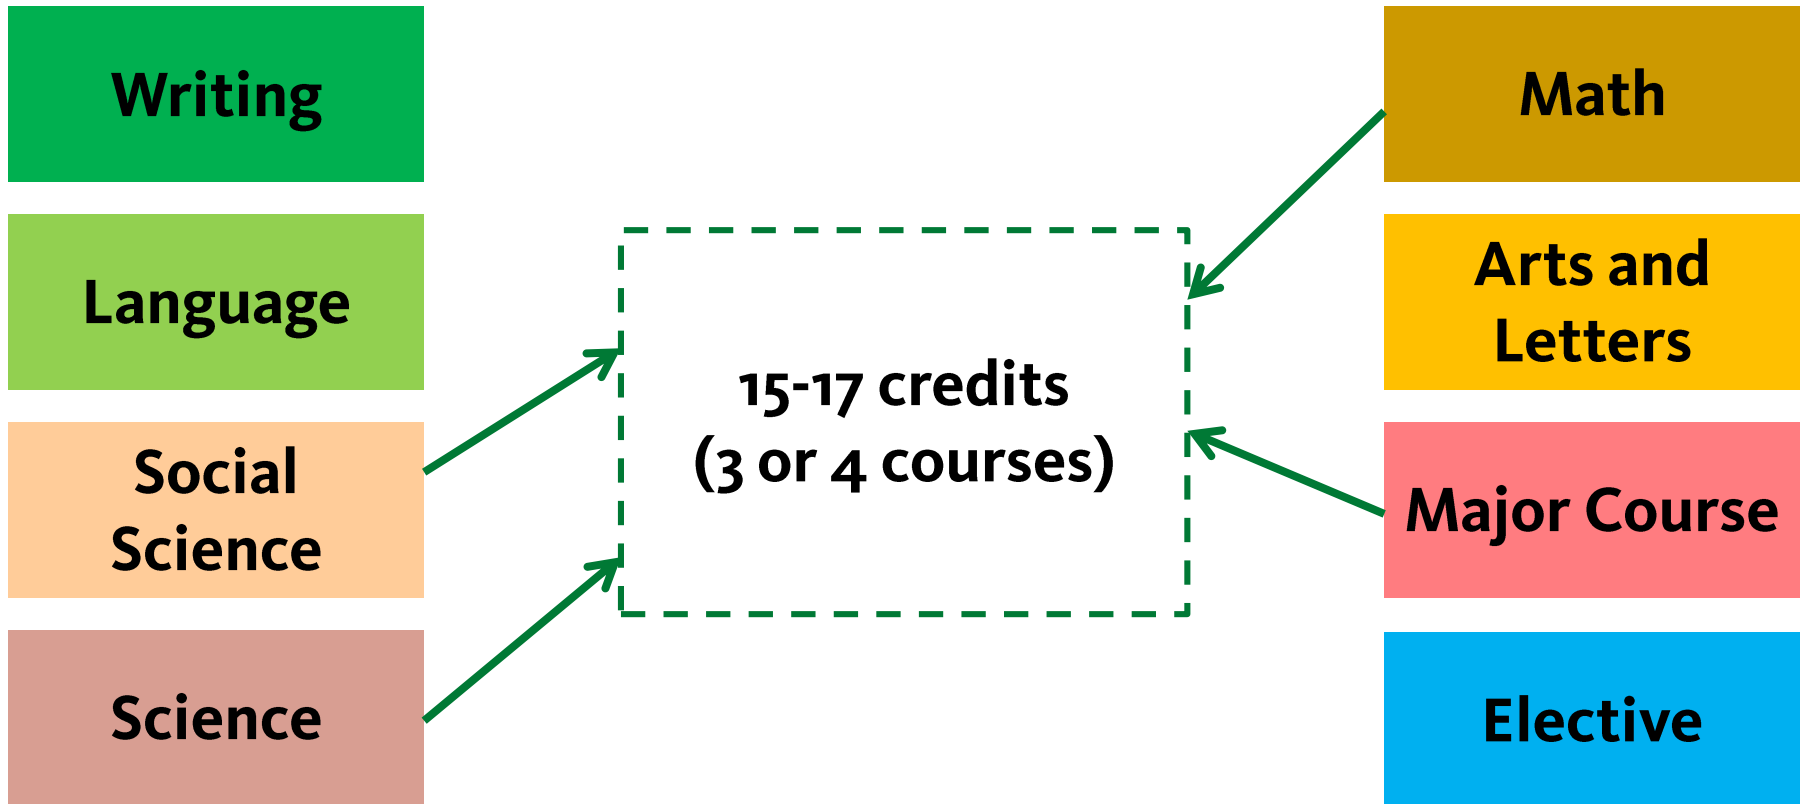 Writing
Language
Social
Science
Science
15-17 credits
(3 or 4 courses)
Math
Arts and
Letters
Major Course
Elective